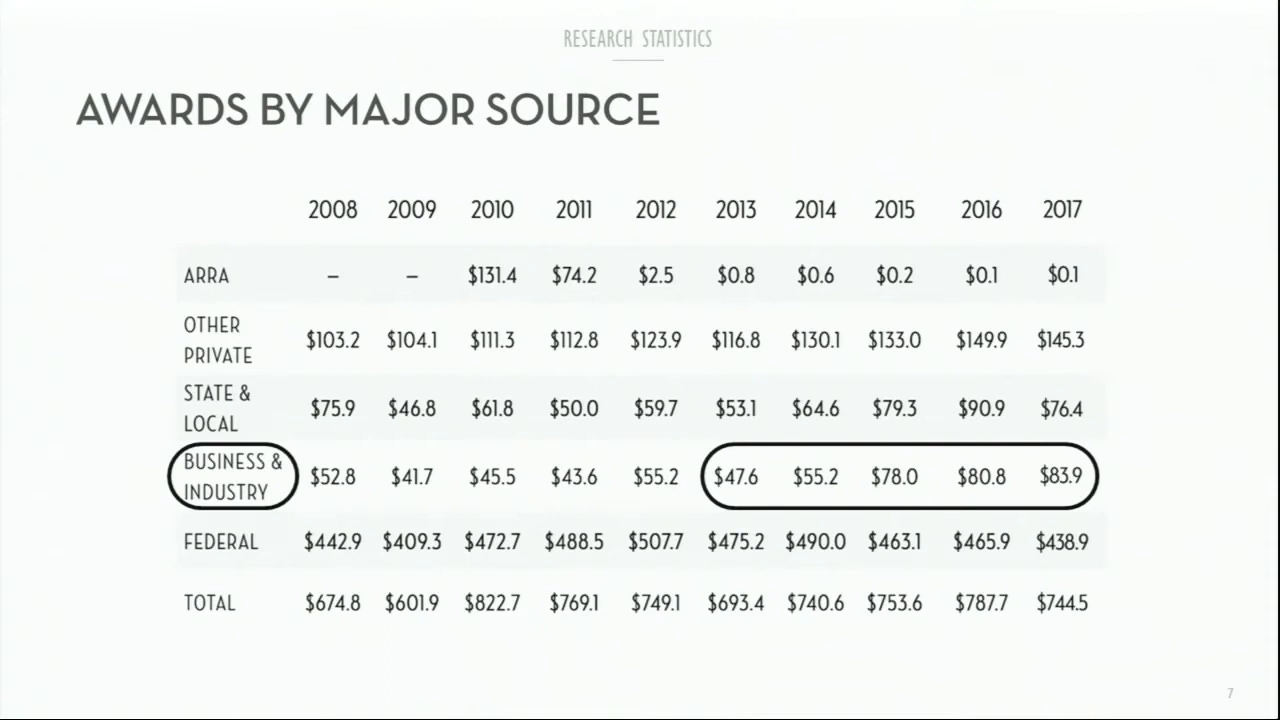 RESEARCH STATISTICS
AWARDS BY MAJOR SOURCE
2008 2009 2010 2011 2012 2013 2014 2015 2016 2017
ARRA – – $131.4 $74.2 $2.5 $0.8 $0.6 $0.2 $0.1 $0.1
OTHER
PRIVATE $103.2 $104.1 $111.3 $112.8 $123.9 $116.8 $130.1 $133.0 $149.9 $145.3
STATE &
LOCAL $75.9 $46.8 $61.8 $50.0 $59.7 $53.1 $64.6 $79.3 $90.9 $76.4
BUSINESS &
INDUSTRY $52.8 $41.7 $45.5 $43.6 $55.2 $47.6 $55.2 $78.0 $80.8 $83.9
FEDERAL $442.9 $409.3 $472.7 $488.5 $507.7 $475.2 $490.0 $463.1 $465.9 $438.9
TOTAL $674.8 $601.9 $822.7 $769.1 $749.1 $693.4 $740.6 $753.6 $787.7 $744.5
7